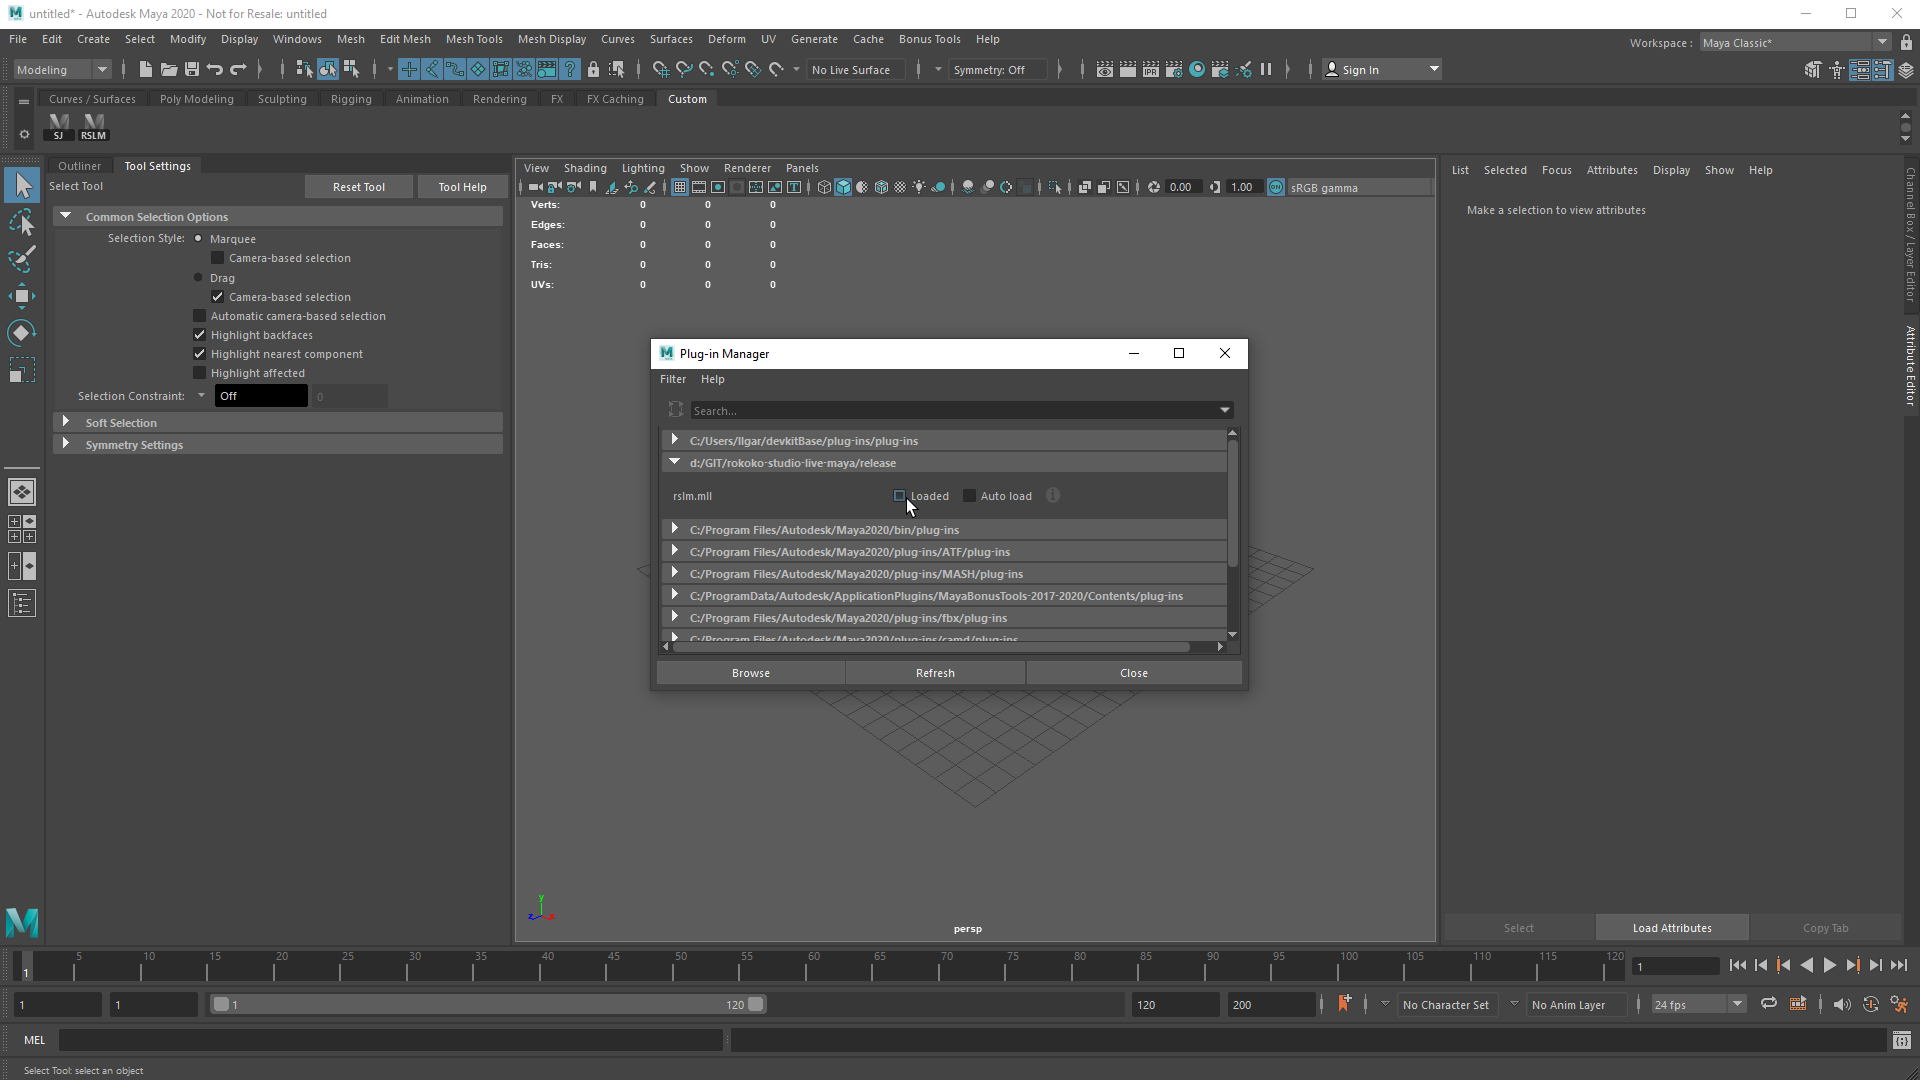 untitled* - Autodesk Maya 2020 - Not for Resale: untitled
File Edit Create Select Modify Display Windows Mesh Edit Mesh Mesh Tools Mesh Display Curves Surfaces Deform UV Generate Cache Bonus Tools Help
Workspace : Maya Classic*
Modeling No Live Surface Symmetry: Off IPR Sign In
Curves / Surfaces Poly Modeling Sculpting Rigging Animation Rendering FX FX Caching Custom
SJ RSLM
Outliner Tool Settings
Select Tool Reset Tool Tool Help
Common Selection Options
Selection Style: Marquee
Camera-based selection
Drag
Camera-based selection
Automatic camera-based selection
Highlight backfaces
Highlight nearest component
Highlight affected
Selection Constraint: Off 0
Soft Selection
Symmetry Settings
View Shading Lighting Show Renderer Panels
0.00 1.00 ON sRGB gamma
Verts: 0 0 0
Edges: 0 0 0
Faces: 0 0 0
Tris: 0 0 0
UVs: 0 0 0
Plug-in Manager
Filter Help
Search...
C:/Users/Ilgar/devkitBase/plug-ins/plug-ins
d:/GIT/rokoko-studio-live-maya/release
rslm.mll Loaded Auto load
C:/Program Files/Autodesk/Maya2020/bin/plug-ins
C:/Program Files/Autodesk/Maya2020/plug-ins/ATF/plug-ins
C:/Program Files/Autodesk/Maya2020/plug-ins/MASH/plug-ins
C:/ProgramData/Autodesk/ApplicationPlugins/MayaBonusTools-2017-2020/Contents/plug-ins
C:/Program Files/Autodesk/Maya2020/plug-ins/fbx/plug-ins
C:/Program Files/Autodesk/Maya2020/plug-ins/camd/plug-ins
Browse Refresh Close
y
z x
persp
List Selected Focus Attributes Display Show Help
Make a selection to view attributes
Channel Box / Layer Editor
Attribute Editor
Select Load Attributes Copy Tab
1 5 10 15 20 25 30 35 40 45 50 55 60 65 70 75 80 85 90 95 100 105 110 115 120 1
1 1 1 120 120 200 No Character Set No Anim Layer 24 fps
MEL
Select Tool: select an object